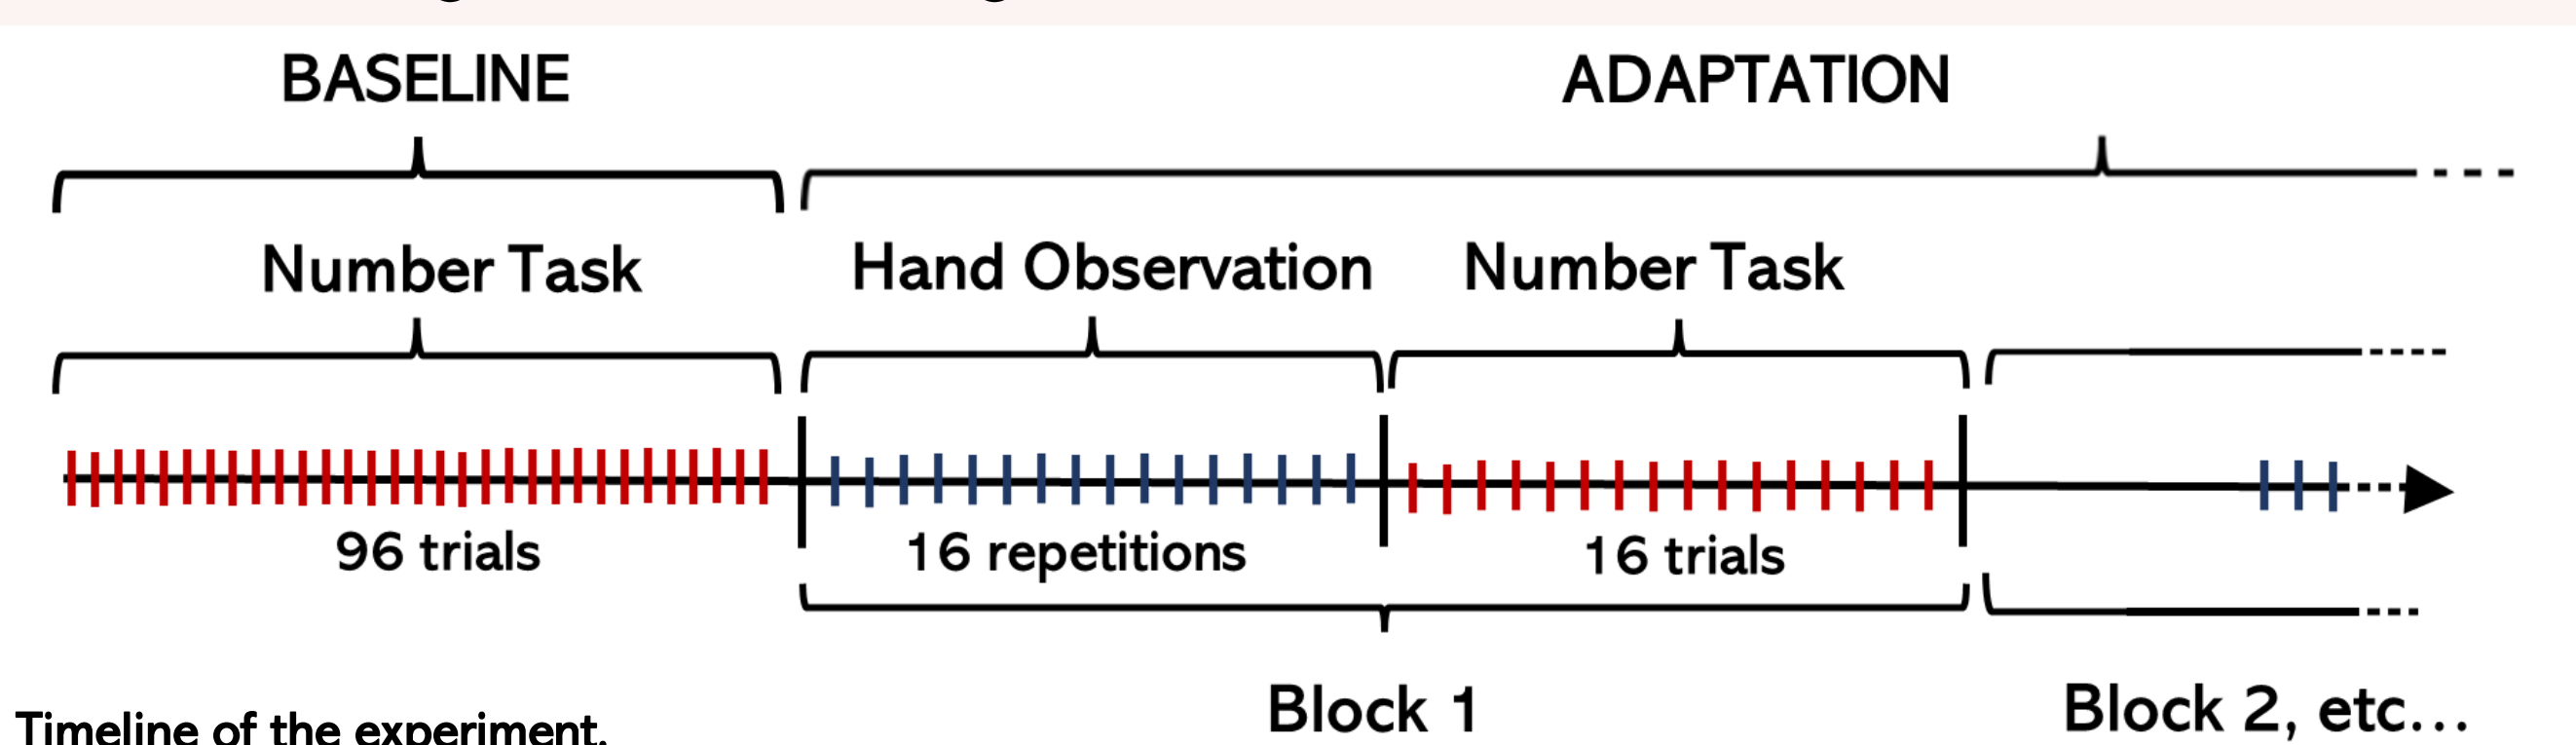 BASELINE
ADAPTATION
Number Task
Hand Observation
Number Task
96 trials
16 repetitions
16 trials
Block 1
Block 2, etc...
Timeline of the experiment.